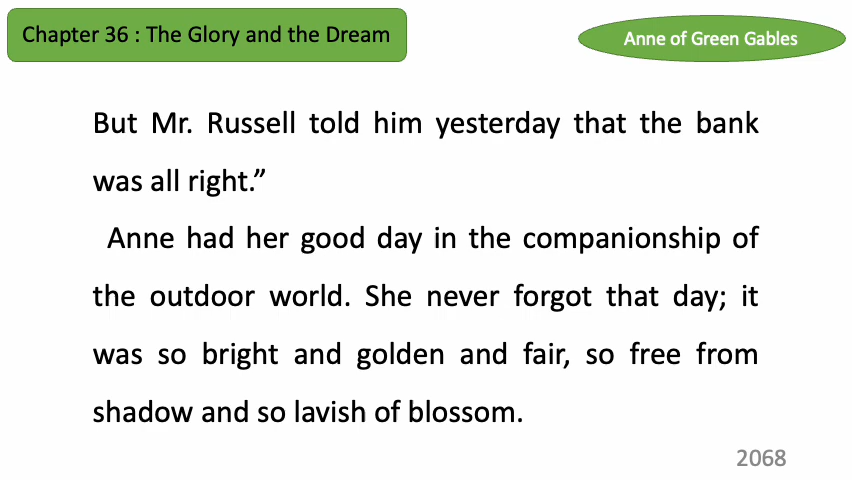 Chapter 36 : The Glory and the Dream
Anne of Green Gables
But Mr. Russell told him yesterday that the bank
was all right.”
Anne had her good day in the companionship of
the outdoor world. She never forgot that day; it
was so bright and golden and fair, so free from
shadow and so lavish of blossom.
2068